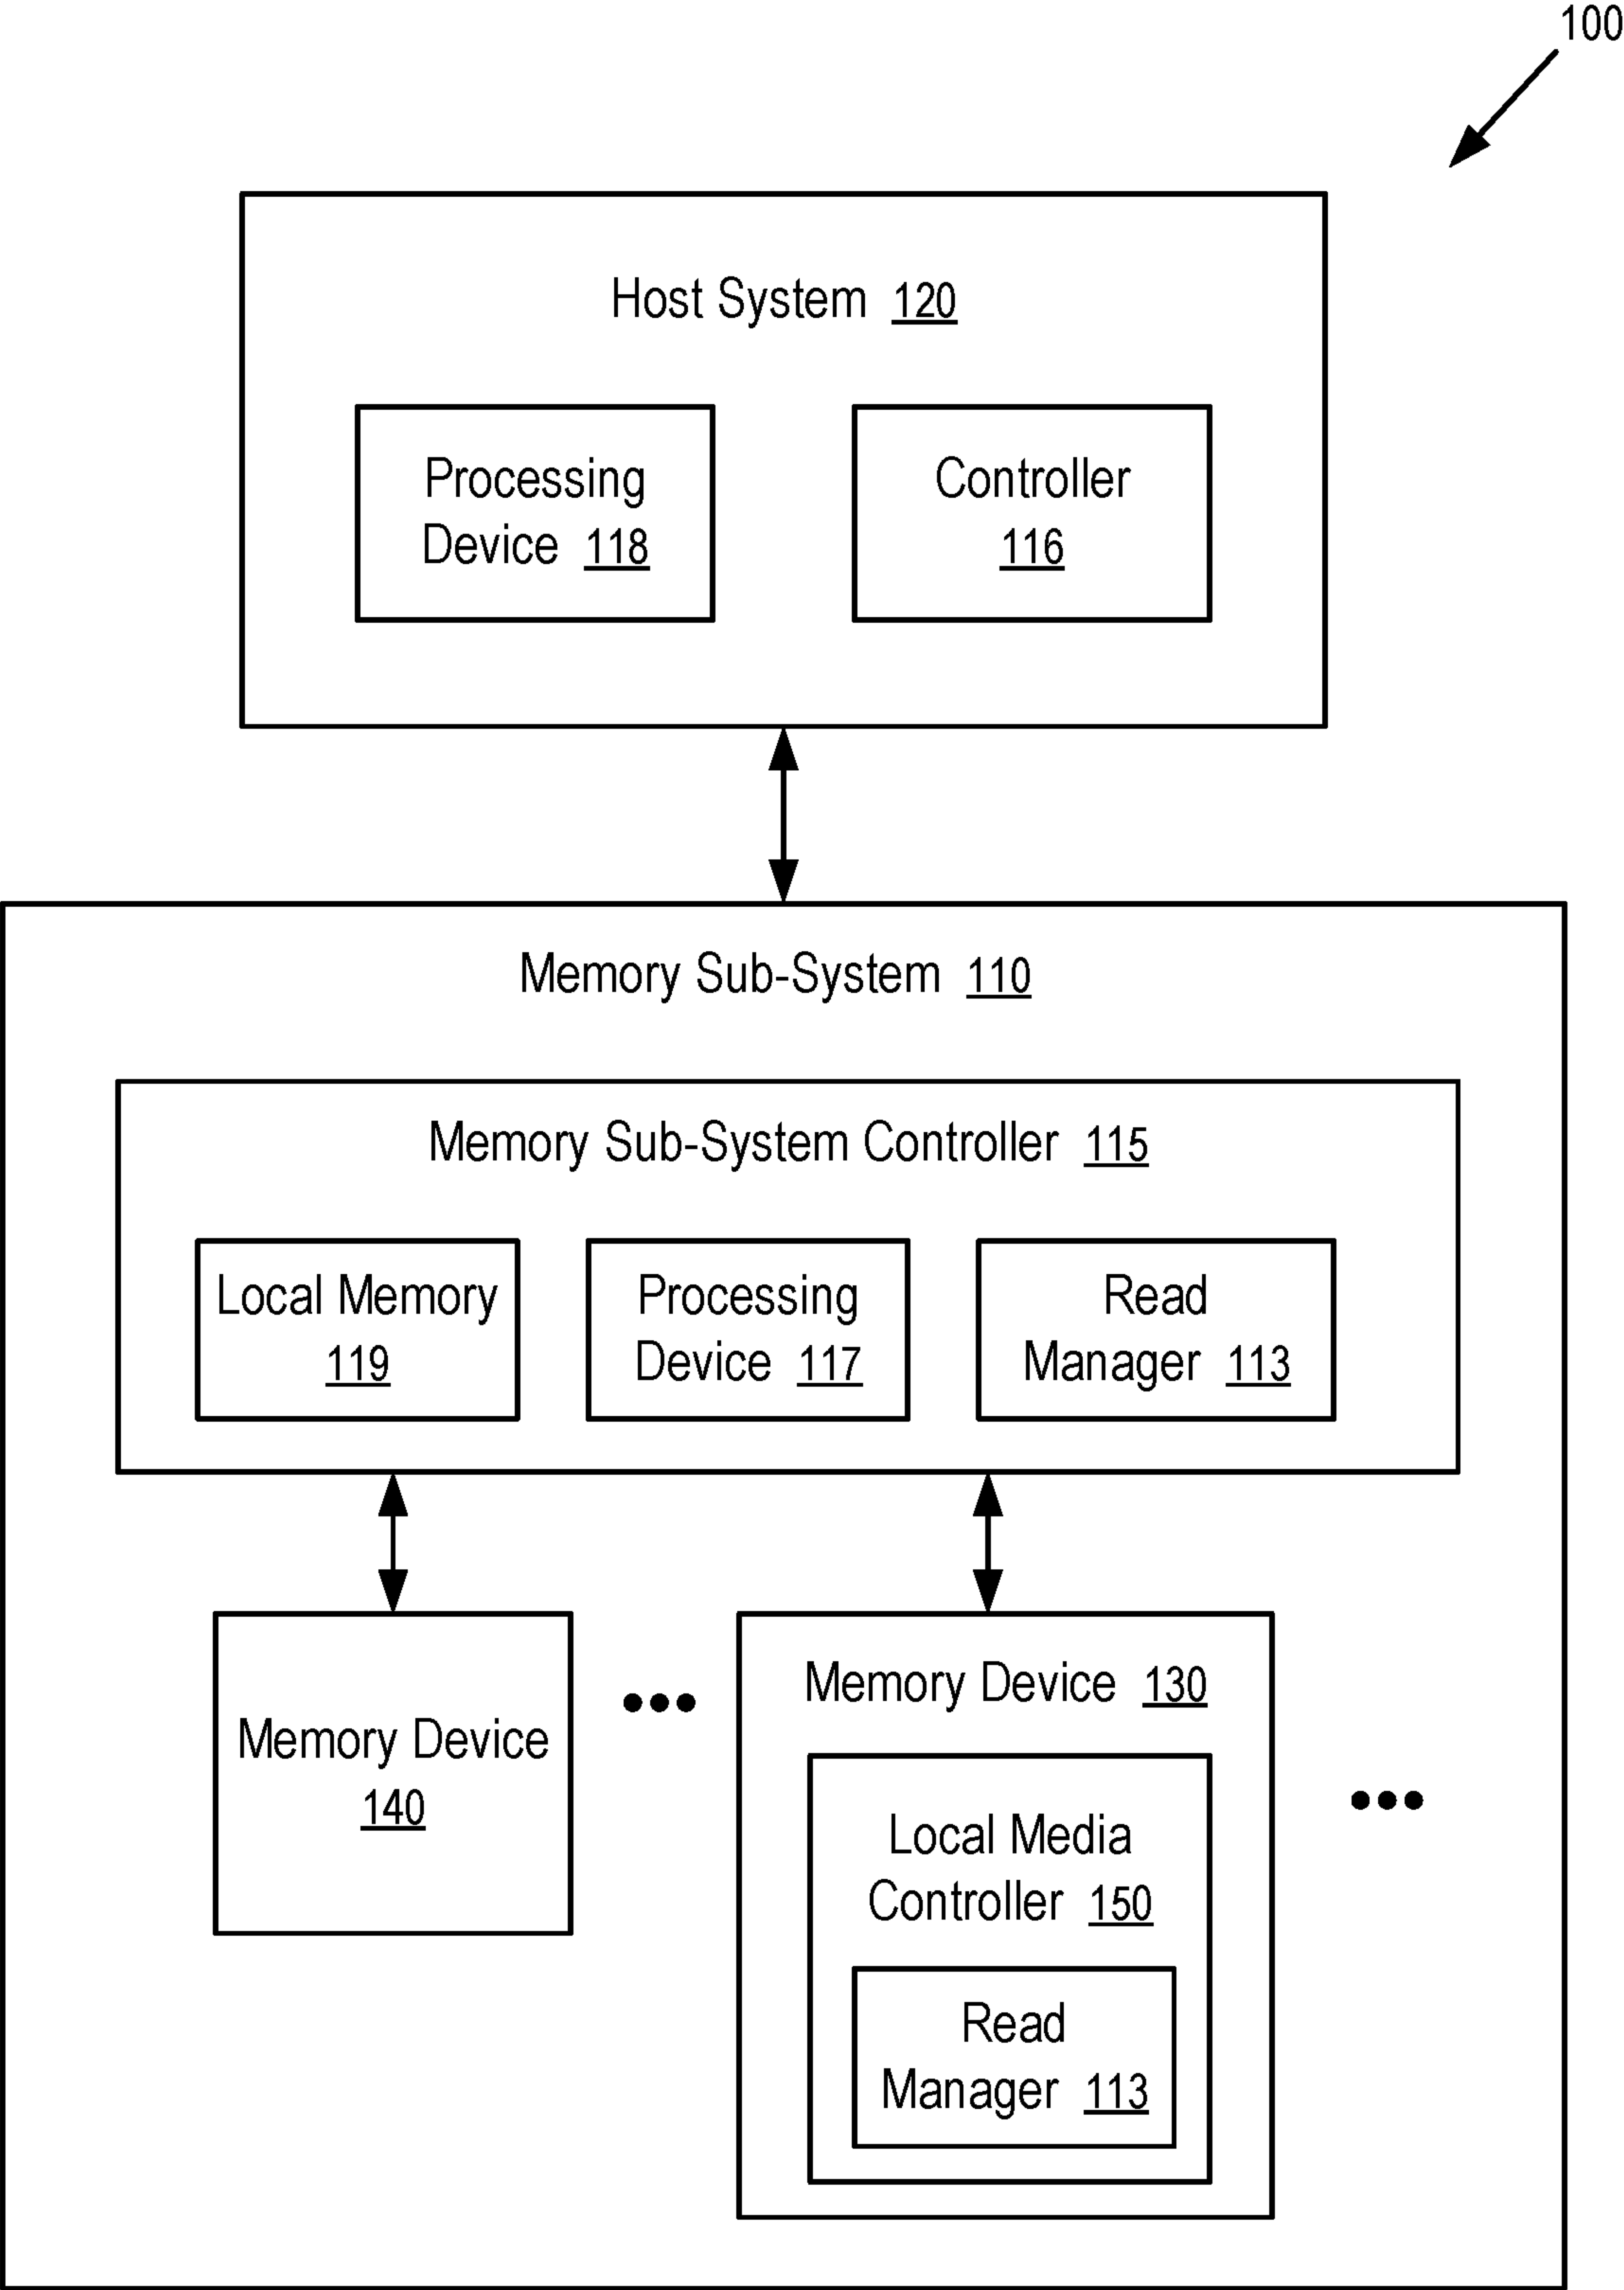 100
Host System 120
Processing
Device 118
Controller
116
Memory Sub-System 110
Memory Sub-System Controller 115
Local Memory
119
Processing
Device 117
Read
Manager 113
Memory Device
140
•••
Memory Device 130
Local Media
Controller 150
Read
Manager 113
•••